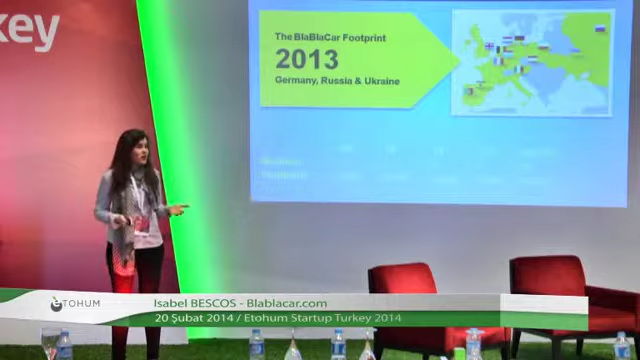 key
The BlaBlaCar Footprint
2013
Germany, Russia & Ukraine
eTOHUM
Isabel BESCOS - Blablacar.com
20 Şubat 2014 / Etohum Startup Turkey 2014